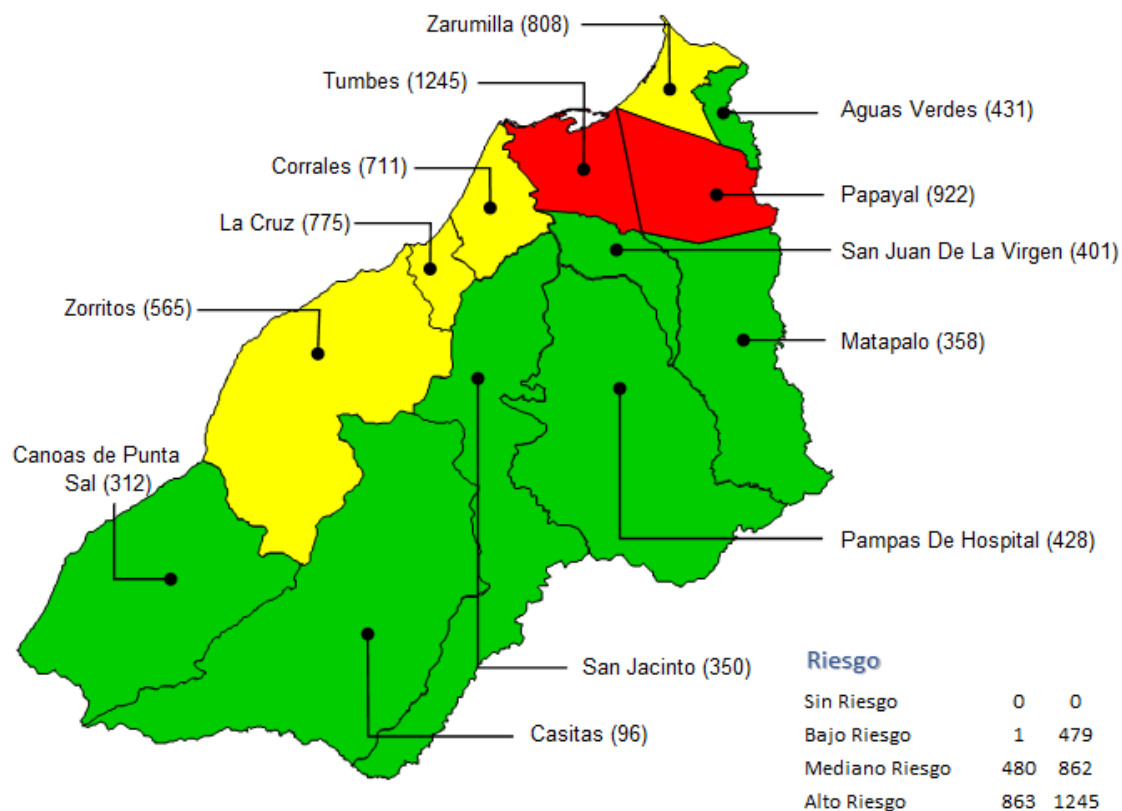 Zarumilla (808)
Tumbes (1245)
Aguas Verdes (431)
Corrales (711)
Papayal (922)
La Cruz (775)
San Juan De La Virgen (401)
Zorritos (565)
Matapalo (358)
Canoas de Punta
Sal (312)
Pampas De Hospital (428)
San Jacinto (350)
Casitas (96)
Riesgo
Sin Riesgo 0 0
Bajo Riesgo 1 479
Mediano Riesgo 480 862
Alto Riesgo 863 1245